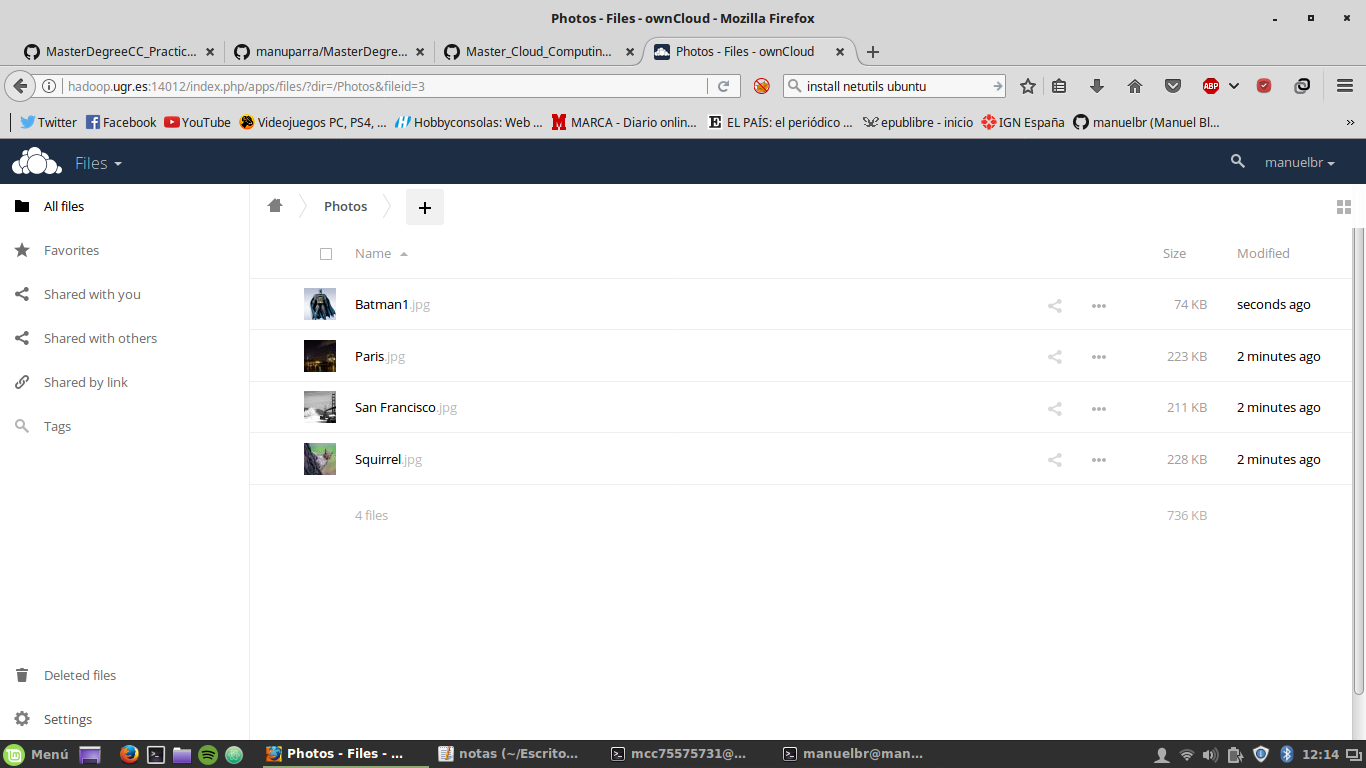 Photos - Files - ownCloud - Mozilla Firefox
MasterDegreeCC_Practic... manuparra/MasterDegre... Master_Cloud_Computin... Photos - Files - ownCloud
hadoop.ugr.es:14012/index.php/apps/files/?dir=/Photos&fileid=3 install netutils ubuntu ABP
Twitter Facebook YouTube Videojuegos PC, PS4, ... Hobbyconsolas: Web ... MARCA - Diario onlin... EL PAÍS: el periódico ... epublibre - inicio IGN España manuelbr (Manuel Bl...
Files manuelbr
All files
Favorites
Shared with you
Shared with others
Shared by link
Tags
Deleted files
Settings
Photos +
Name Size Modified
Batman1.jpg 74 KB seconds ago
Paris.jpg 223 KB 2 minutes ago
San Francisco.jpg 211 KB 2 minutes ago
Squirrel.jpg 228 KB 2 minutes ago
4 files 736 KB
Menú Photos - Files - ... notas (~/Escrito... mcc75575731@... manuelbr@man... 12:14